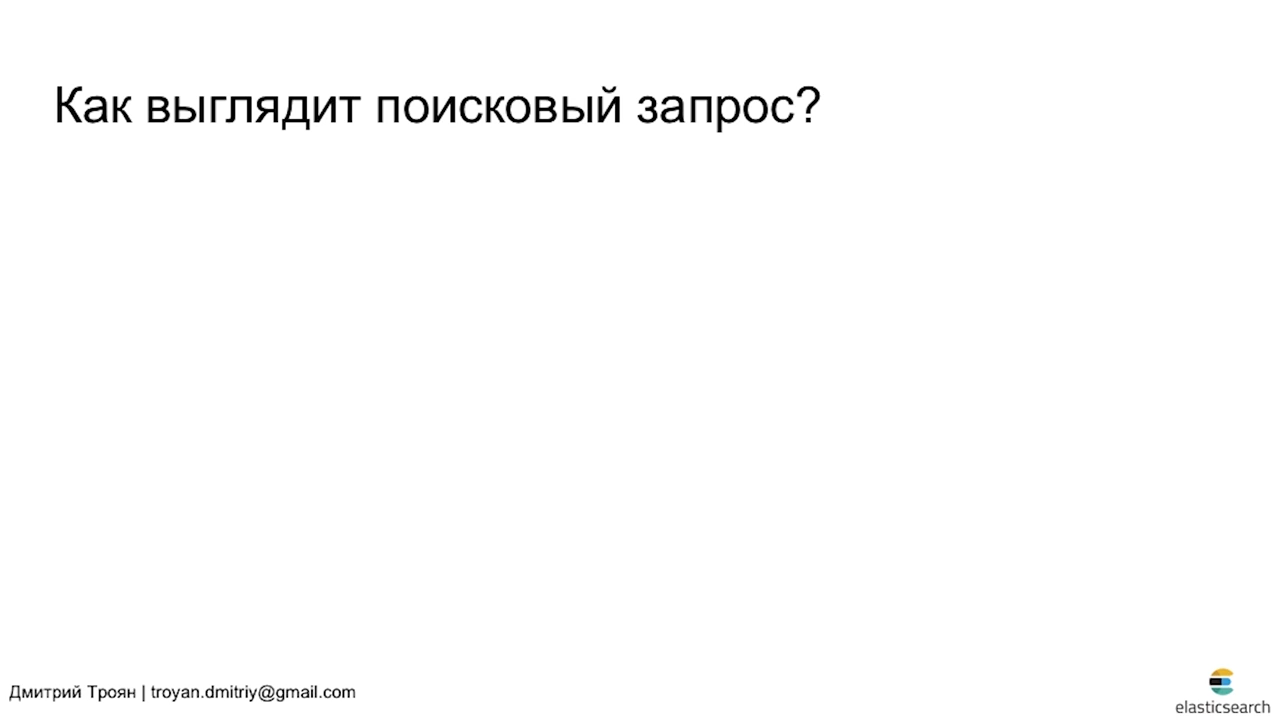 Как выглядит поисковый запрос?
Дмитрий Троян | troyan.dmitriy@gmail.com
elasticsearch